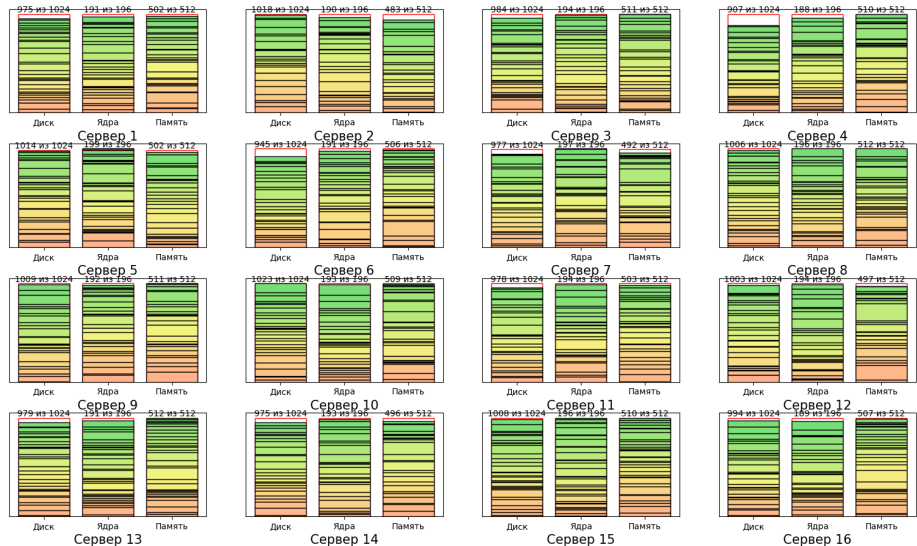 975 из 1024 191 из 196 502 из 512
Диск Ядра Память
Сервер 1
1018 из 1024 190 из 196 483 из 512
Диск Ядра Память
Сервер 2
984 из 1024 194 из 196 511 из 512
Диск Ядра Память
Сервер 3
907 из 1024 188 из 196 510 из 512
Диск Ядра Память
Сервер 4
1014 из 1024 199 из 196 502 из 512
Диск Ядра Память
Сервер 5
945 из 1024 191 из 196 506 из 512
Диск Ядра Память
Сервер 6
977 из 1024 197 из 196 492 из 512
Диск Ядра Память
Сервер 7
1006 из 1024 196 из 196 512 из 512
Диск Ядра Память
Сервер 8
1009 из 1024 192 из 196 511 из 512
Диск Ядра Память
Сервер 9
1023 из 1024 193 из 196 509 из 512
Диск Ядра Память
Сервер 10
978 из 1024 194 из 196 503 из 512
Диск Ядра Память
Сервер 11
1003 из 1024 194 из 196 497 из 512
Диск Ядра Память
Сервер 12
979 из 1024 191 из 196 512 из 512
Диск Ядра Память
Сервер 13
975 из 1024 193 из 196 496 из 512
Диск Ядра Память
Сервер 14
1008 из 1024 196 из 196 510 из 512
Диск Ядра Память
Сервер 15
994 из 1024 189 из 196 507 из 512
Диск Ядра Память
Сервер 16